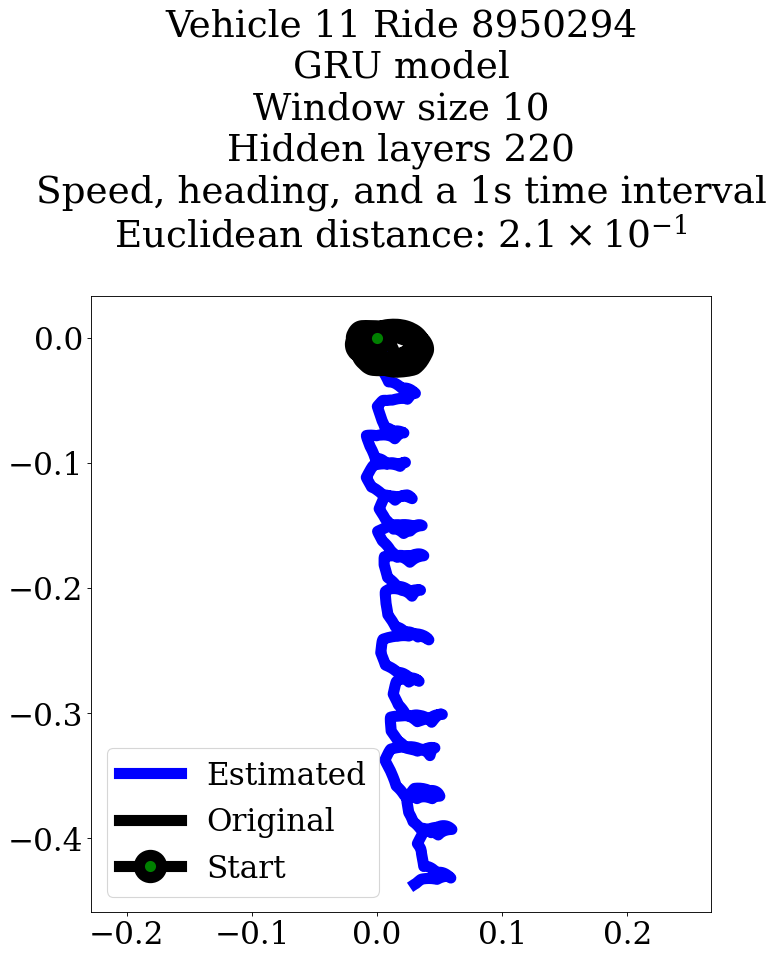 Vehicle 11 Ride 8950294
GRU model
Window size 10
Hidden layers 220
Speed, heading, and a 1s time interval
Euclidean distance: 2.1 × 10⁻¹
0.0
−0.1
−0.2
−0.3
−0.4
Estimated
Original
Start
−0.2 −0.1 0.0 0.1 0.2